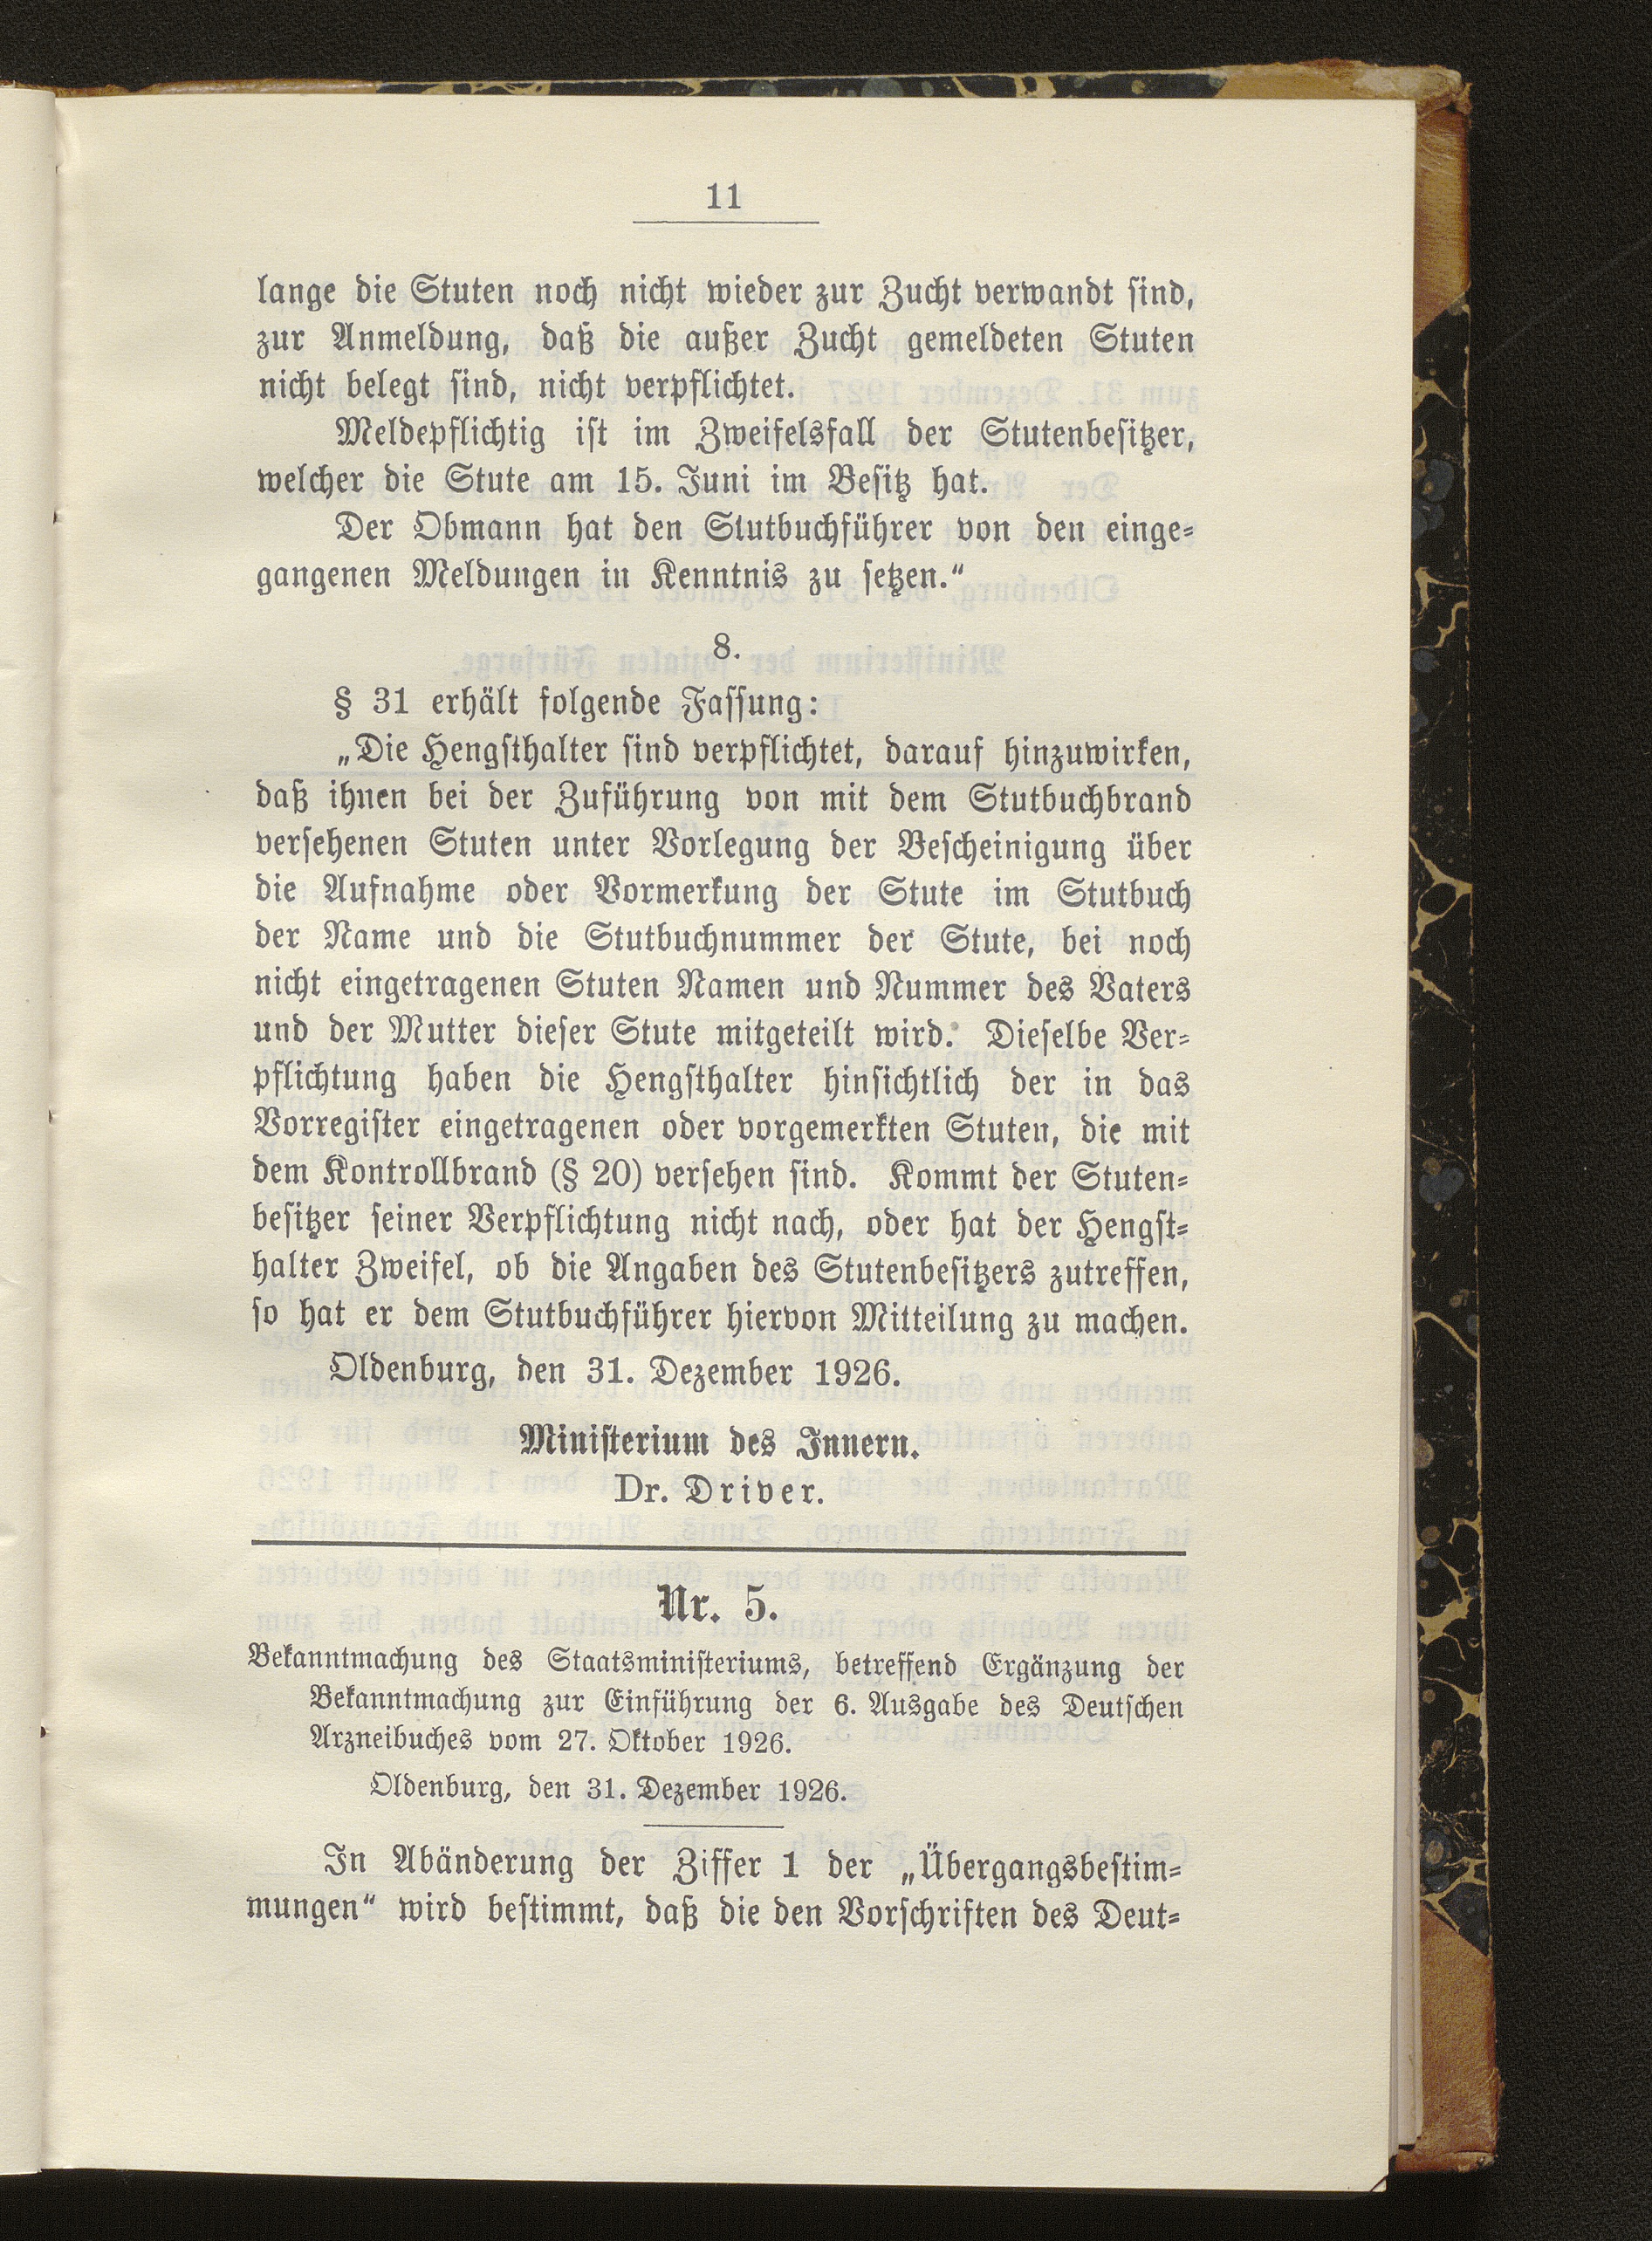 11
lange die Stuten noch nicht wieder zur Zucht verwandt sind,
zur Anmeldung, daß die außer Zucht gemeldeten Stuten
nicht belegt sind, nicht verpflichtet.
Meldepflichtig ist im Zweifelsfall der Stutenbesitzer,
welcher die Stute am 15. Juni im Besitz hat.
Der Obmann hat den Stutbuchführer von den einge-
gangenen Meldungen in Kenntnis zu setzen.“
8.
§ 31 erhält folgende Fassung:
„Die Hengsthalter sind verpflichtet, darauf hinzuwirken,
daß ihnen bei der Zuführung von mit dem Stutbuchbrand
versehenen Stuten unter Vorlegung der Bescheinigung über
die Aufnahme oder Vormerkung der Stute im Stutbuch
der Name und die Stutbuchnummer der Stute, bei noch
nicht eingetragenen Stuten Namen und Nummer des Vaters
und der Mutter dieser Stute mitgeteilt wird. Dieselbe Ver-
pflichtung haben die Hengsthalter hinsichtlich der in das
Vorregister eingetragenen oder vorgemerkten Stuten, die mit
dem Kontrollbrand (§ 20) versehen sind. Kommt der Stuten-
besitzer seiner Verpflichtung nicht nach, oder hat der Hengst-
halter Zweifel, ob die Angaben des Stutenbesitzers zutreffen,
so hat er dem Stutbuchführer hiervon Mitteilung zu machen.
Oldenburg, den 31. Dezember 1926.
Ministerium des Innern.
Dr. Driver.
Nr. 5.
Bekanntmachung des Staatsministeriums, betreffend Ergänzung der
Bekanntmachung zur Einführung der 6. Ausgabe des Deutschen
Arzneibuches vom 27. Oktober 1926.
Oldenburg, den 31. Dezember 1926.
In Abänderung der Ziffer 1 der „Übergangsbestim-
mungen“ wird bestimmt, daß die den Vorschriften des Deut-